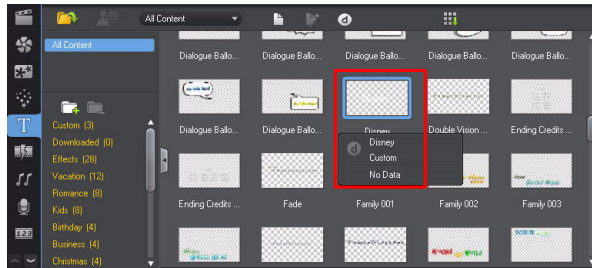 All Content
d
All Content
Dialogue Ballo...
Dialogue Ballo...
Dialogue Ballo...
Dialogue Ballo...
Dialogue Ballo...
T
Custom (3)
Downloaded (0)
Effects (28)
Vacation (12)
Romance (8)
Kids (8)
Birthday (4)
Business (4)
Christmas (4)
Dialogue Ballo...
Dialogue Ballo...
Disney
Double Vision ...
Ending Credits ...
d
Disney
Custom
No Data
Ending Credits ...
Fade
Family 001
Family 002
Family 003